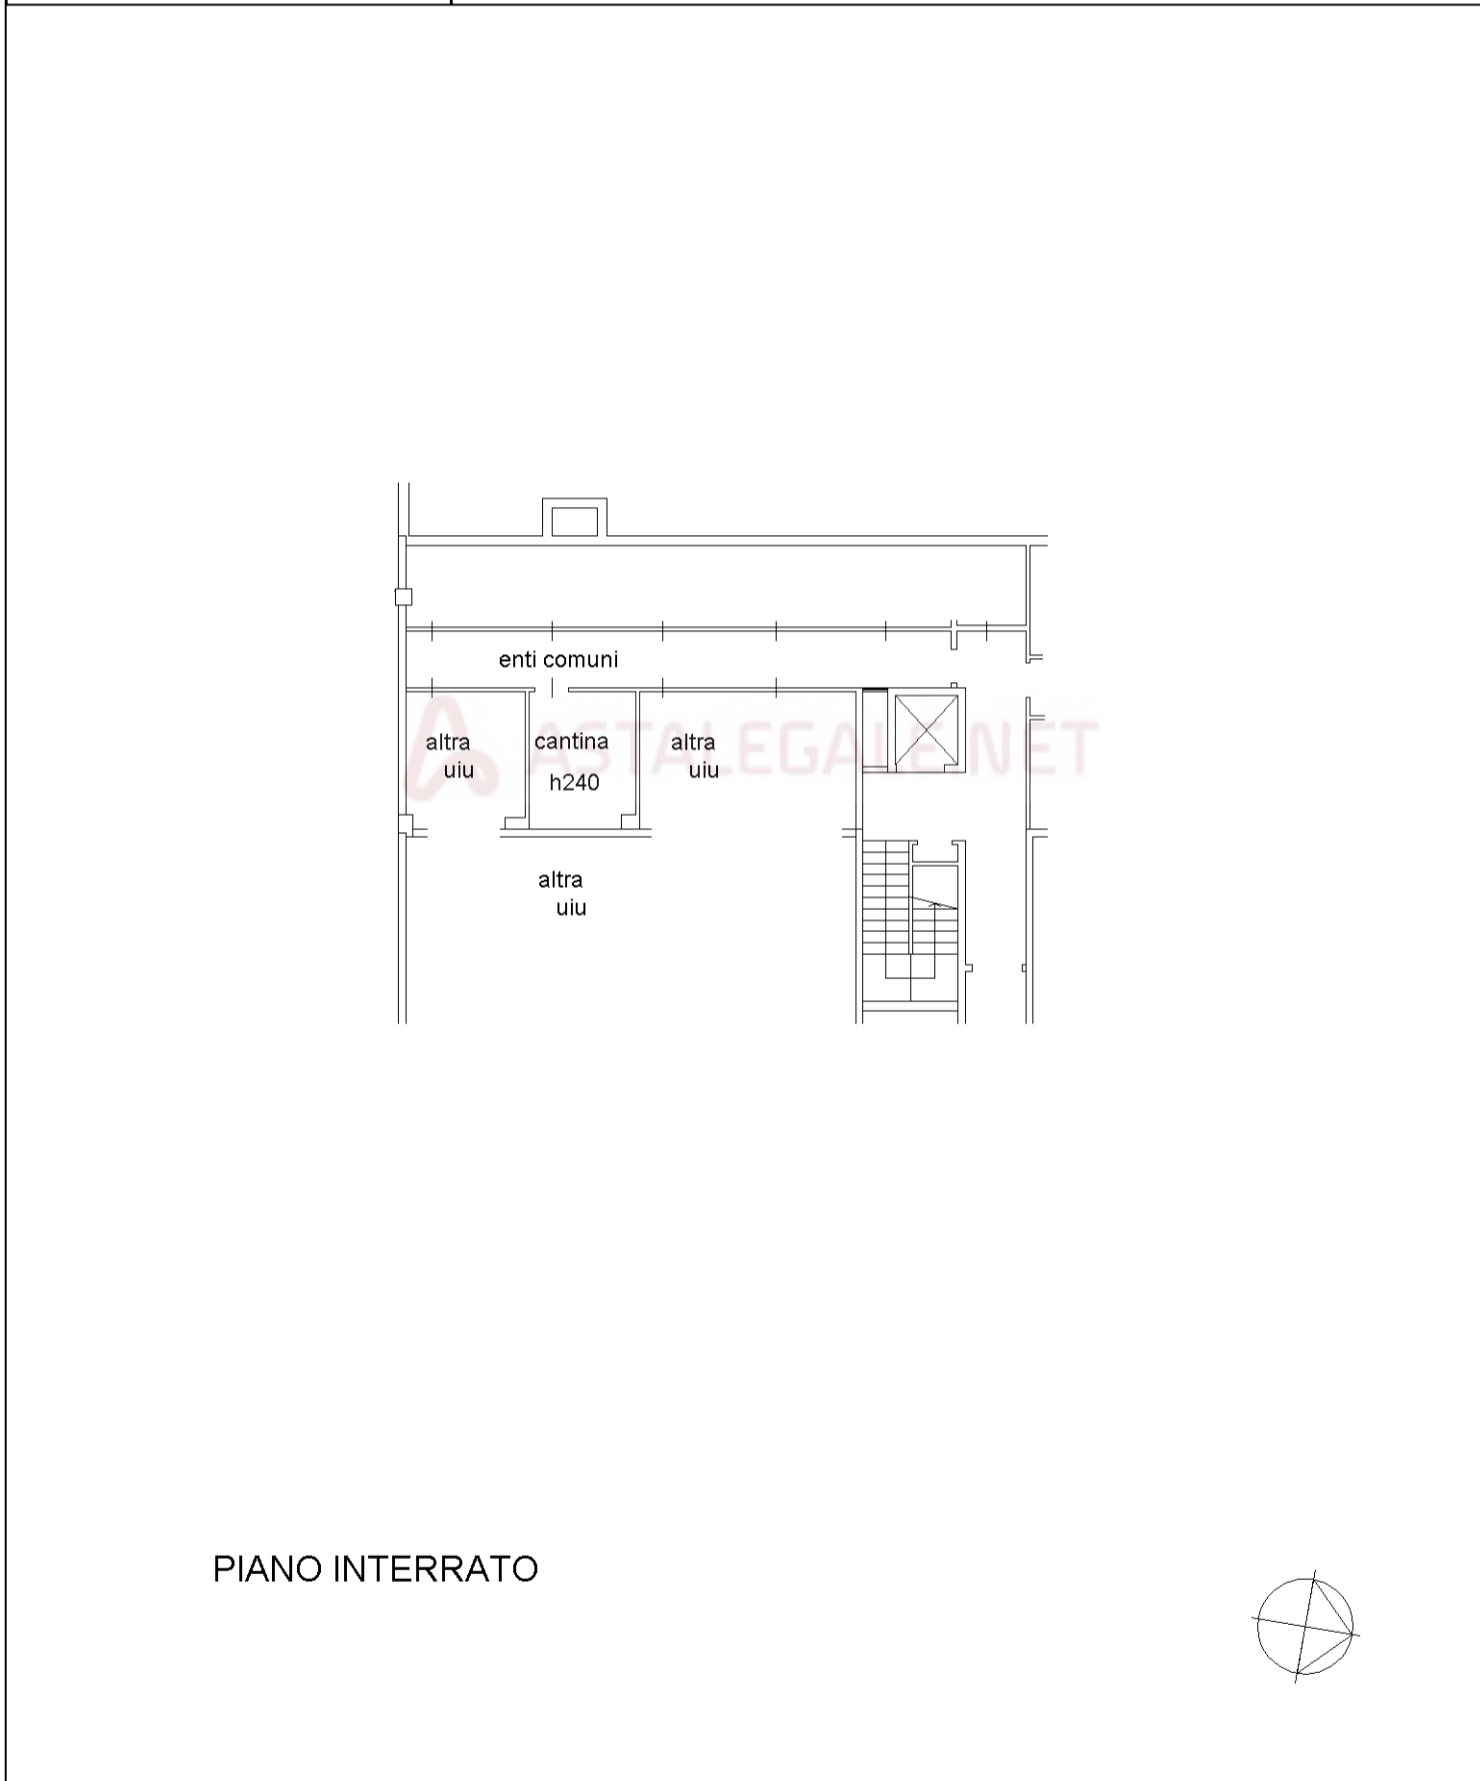 enti comuni
altra
uiu
cantina
h240
altra
uiu
ASTALEGALE.NET
altra
uiu
PIANO INTERRATO